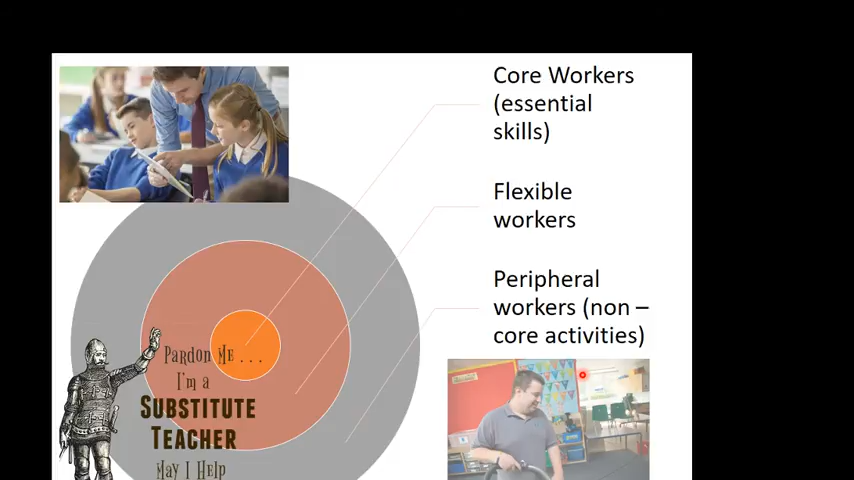 Core Workers
(essential
skills)
Flexible
workers
Peripheral
workers (non –
core activities)
Pardon Me . . .
I'm a
Substitute
Teacher
May I Help